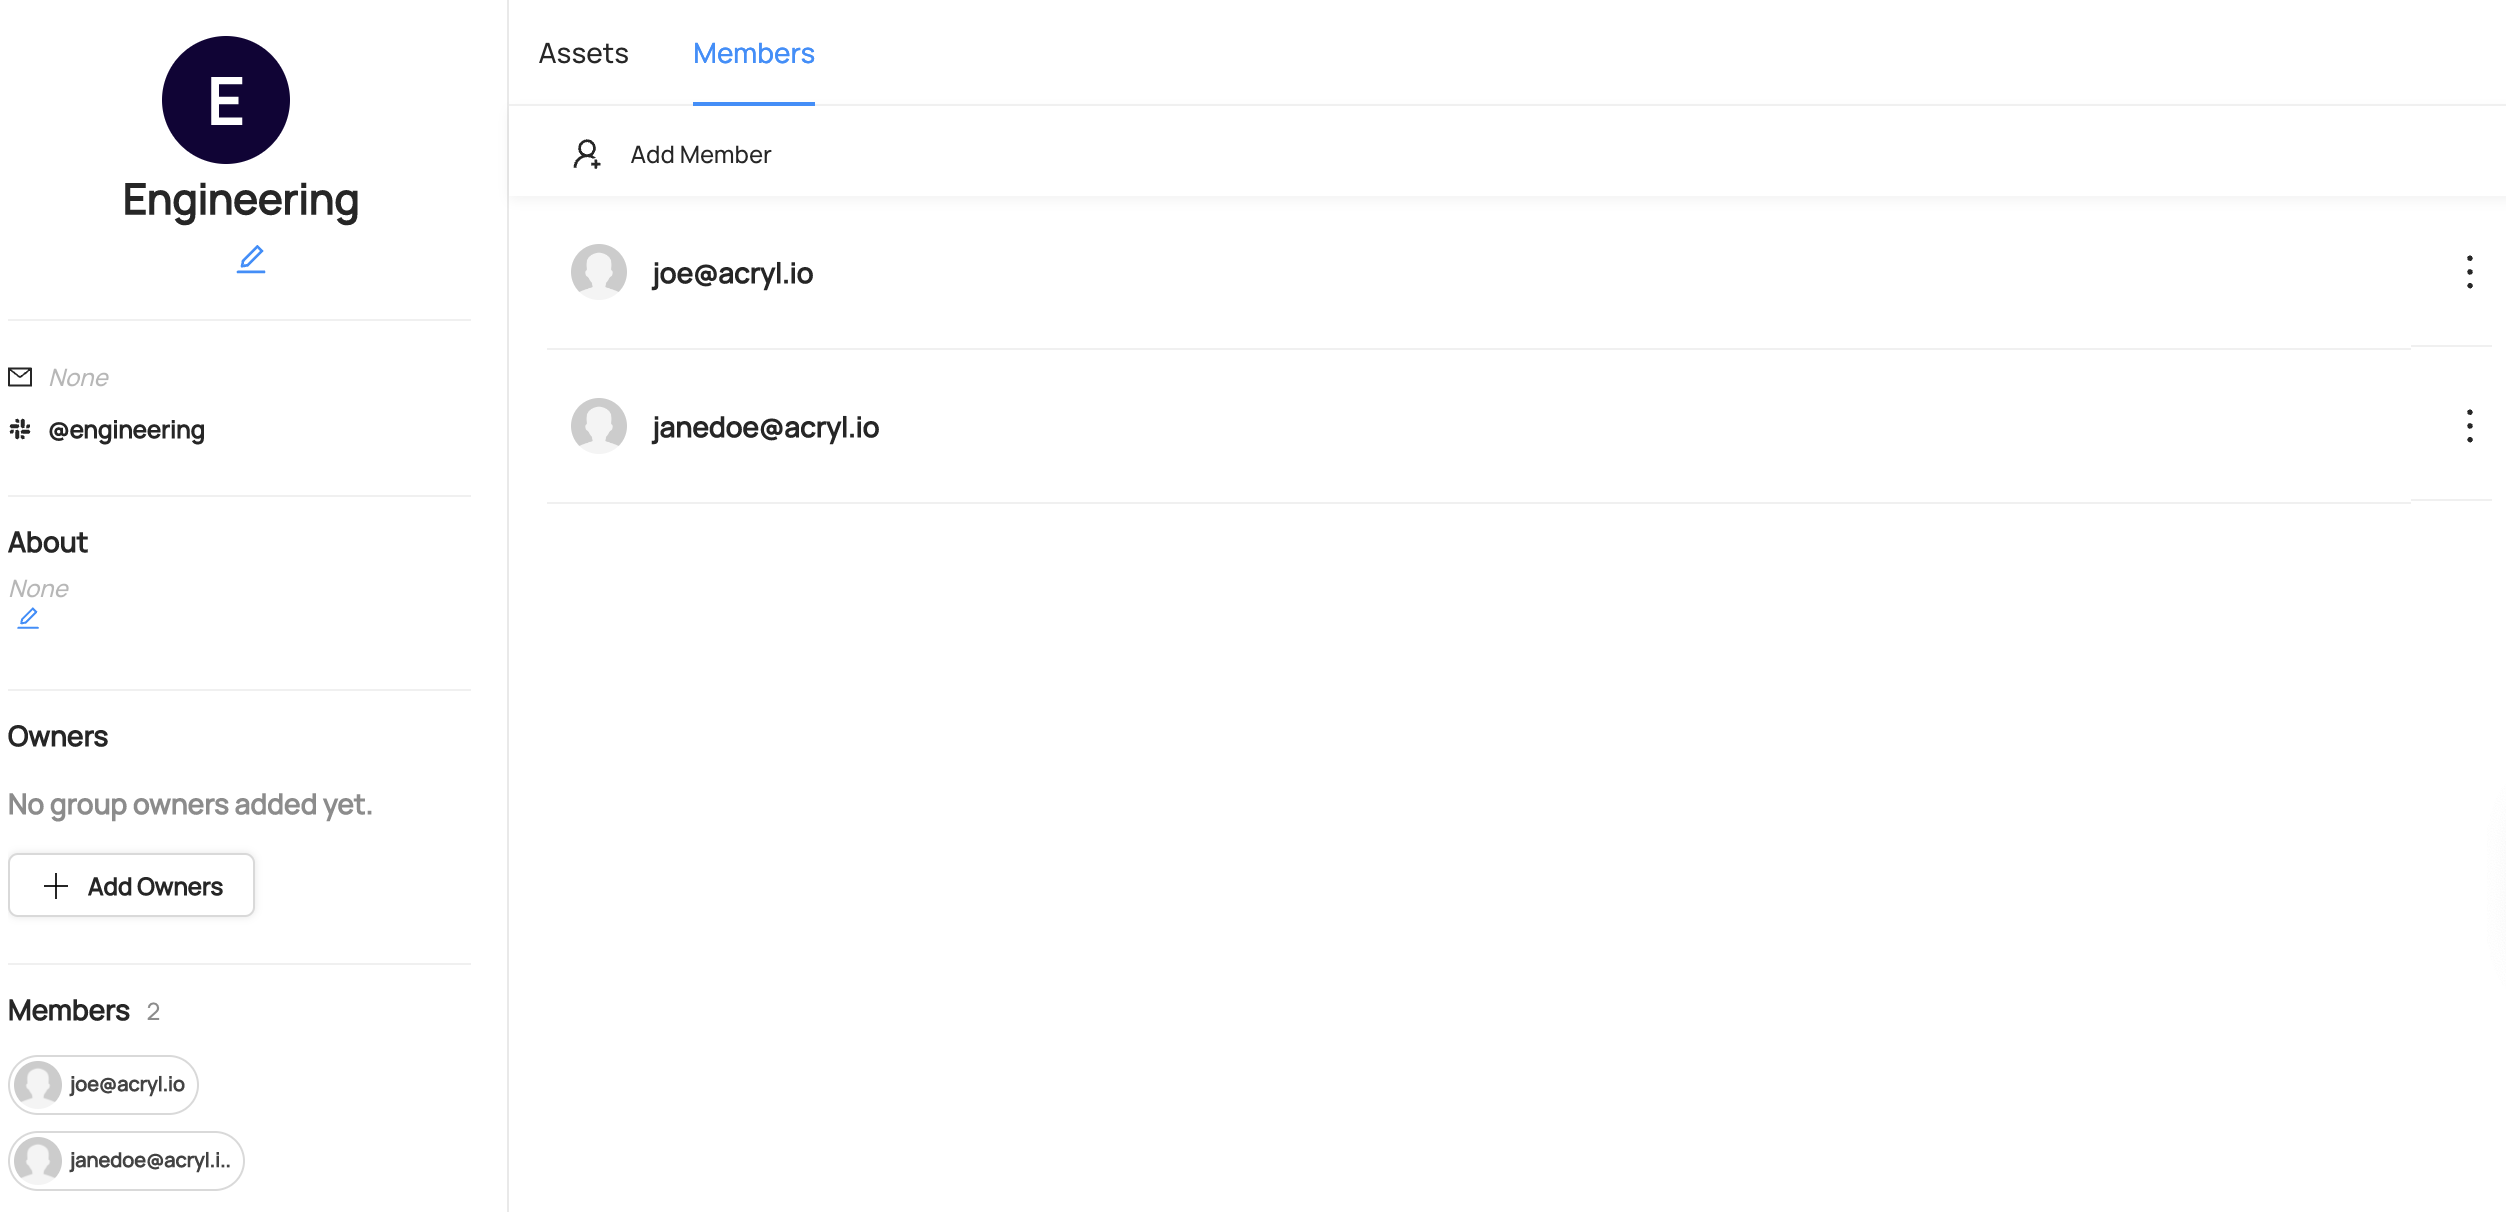 E
Engineering
None
@engineering
About
None
Owners
No group owners added yet.
Add Owners
Members 2
joe@acryl.io
janedoe@acryl.i..
Assets Members
Add Member
joe@acryl.io
janedoe@acryl.io